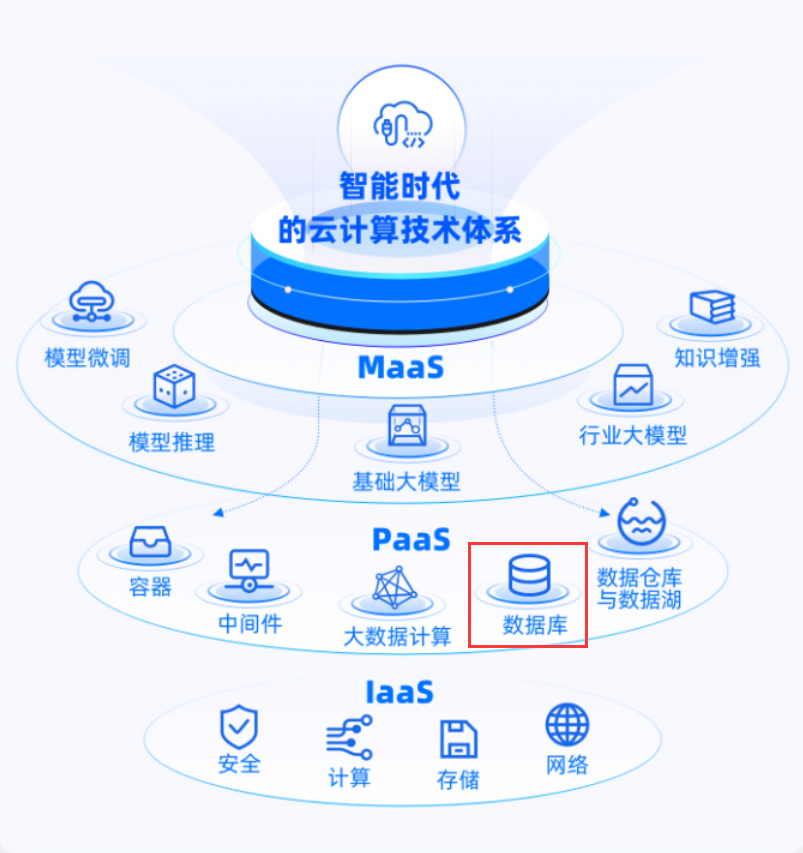 智能时代
的云计算技术体系
MaaS
模型微调
知识增强
模型推理
行业大模型
基础大模型
PaaS
容器
中间件
大数据计算
数据库
数据仓库
与数据湖
IaaS
安全
计算
存储
网络